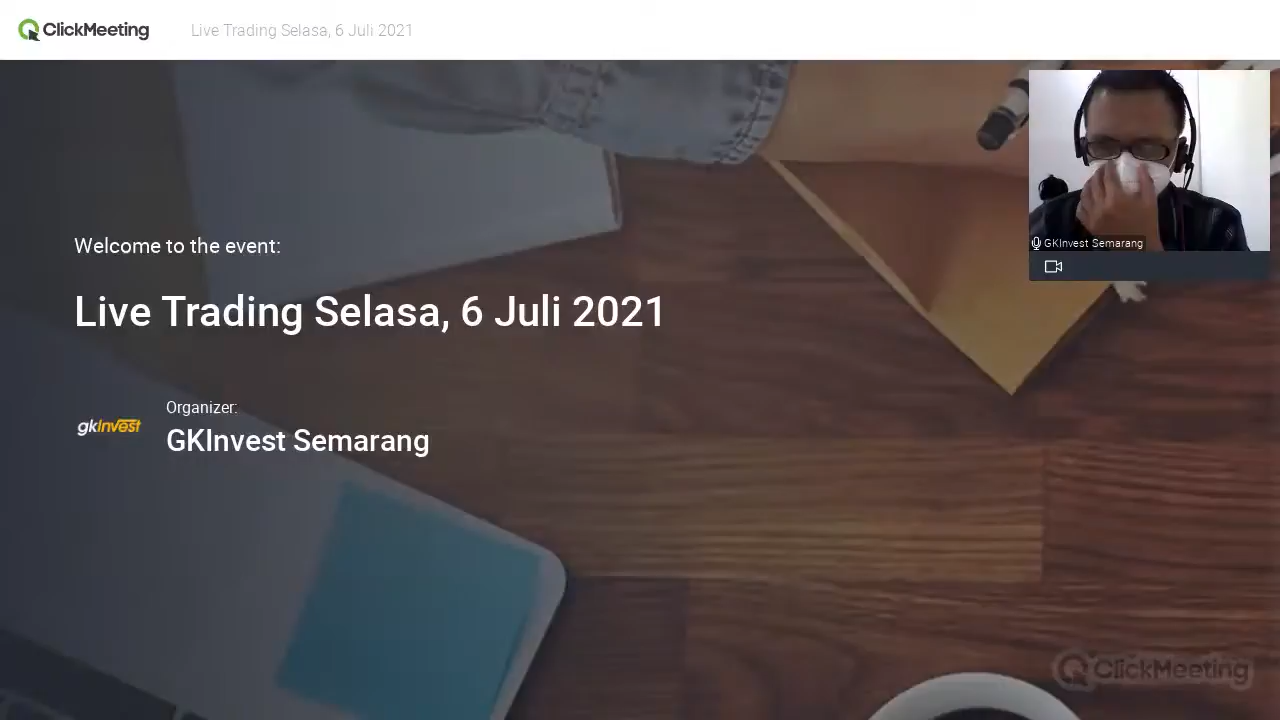 ClickMeeting
Live Trading Selasa, 6 Juli 2021
GKInvest Semarang
Welcome to the event:
Live Trading Selasa, 6 Juli 2021
gkinvest
Organizer:
GKInvest Semarang
ClickMeeting